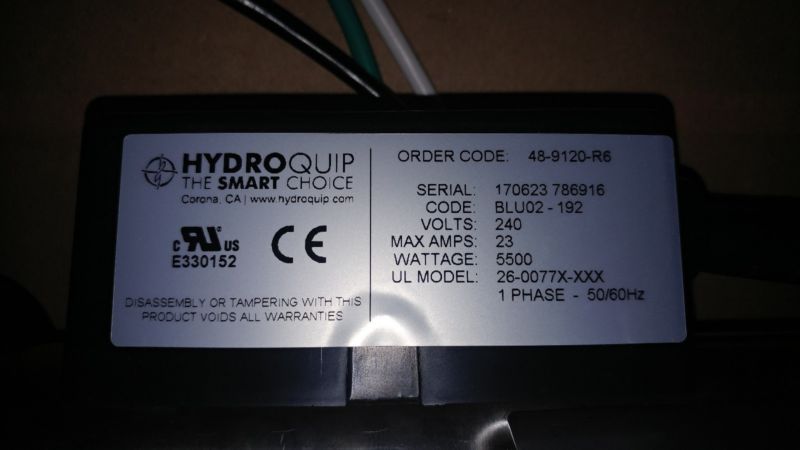 HYDROQUIP
THE SMART CHOICE
Corona, CA | www.hydroquip.com
c RU US
E330152
CE
DISASSEMBLY OR TAMPERING WITH THIS
PRODUCT VOIDS ALL WARRANTIES
ORDER CODE: 48-9120-R6
SERIAL: 170623 786916
CODE: BLU02 - 192
VOLTS: 240
MAX AMPS: 23
WATTAGE: 5500
UL MODEL: 26-0077X-XXX
1 PHASE - 50/60Hz